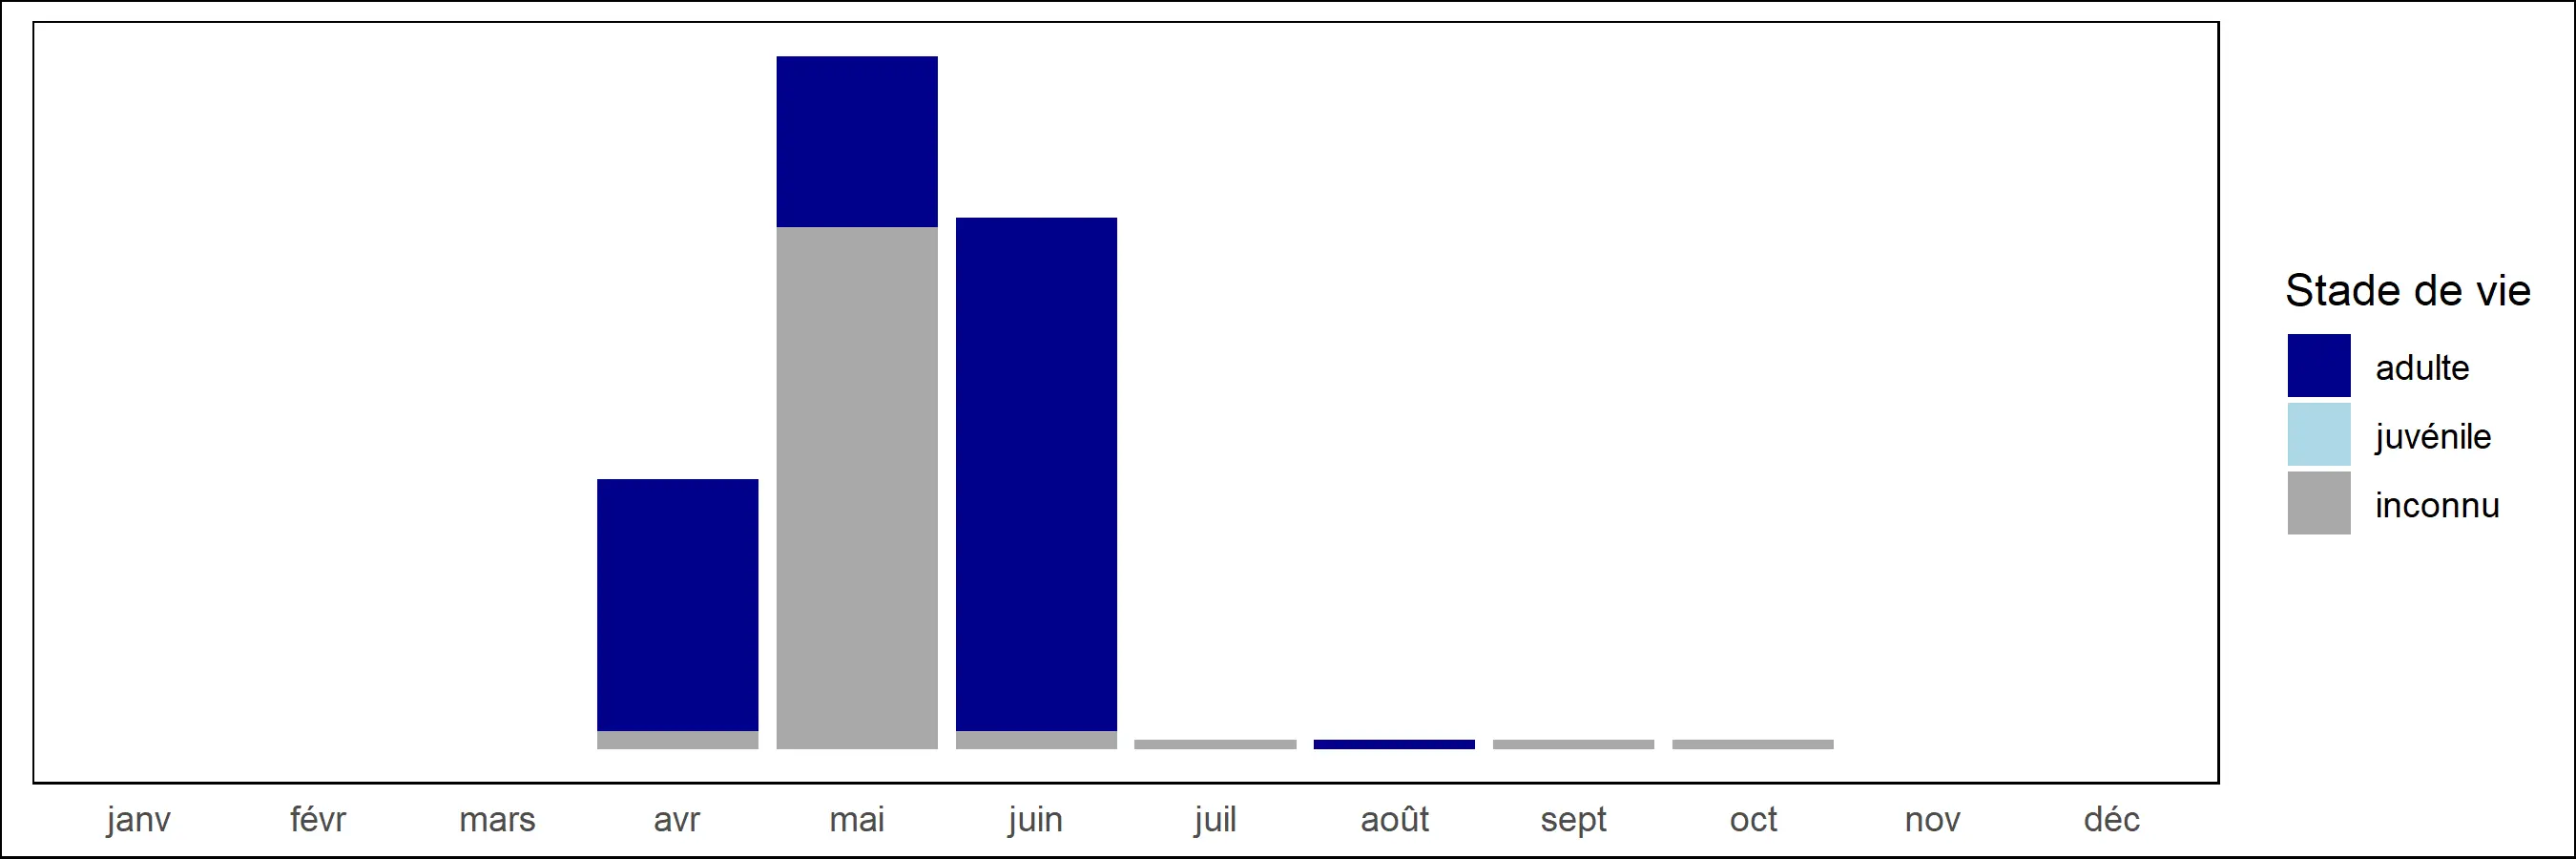 Stade de vie
adulte
juvénile
inconnu
janv févr mars avr mai juin juil août sept oct nov déc